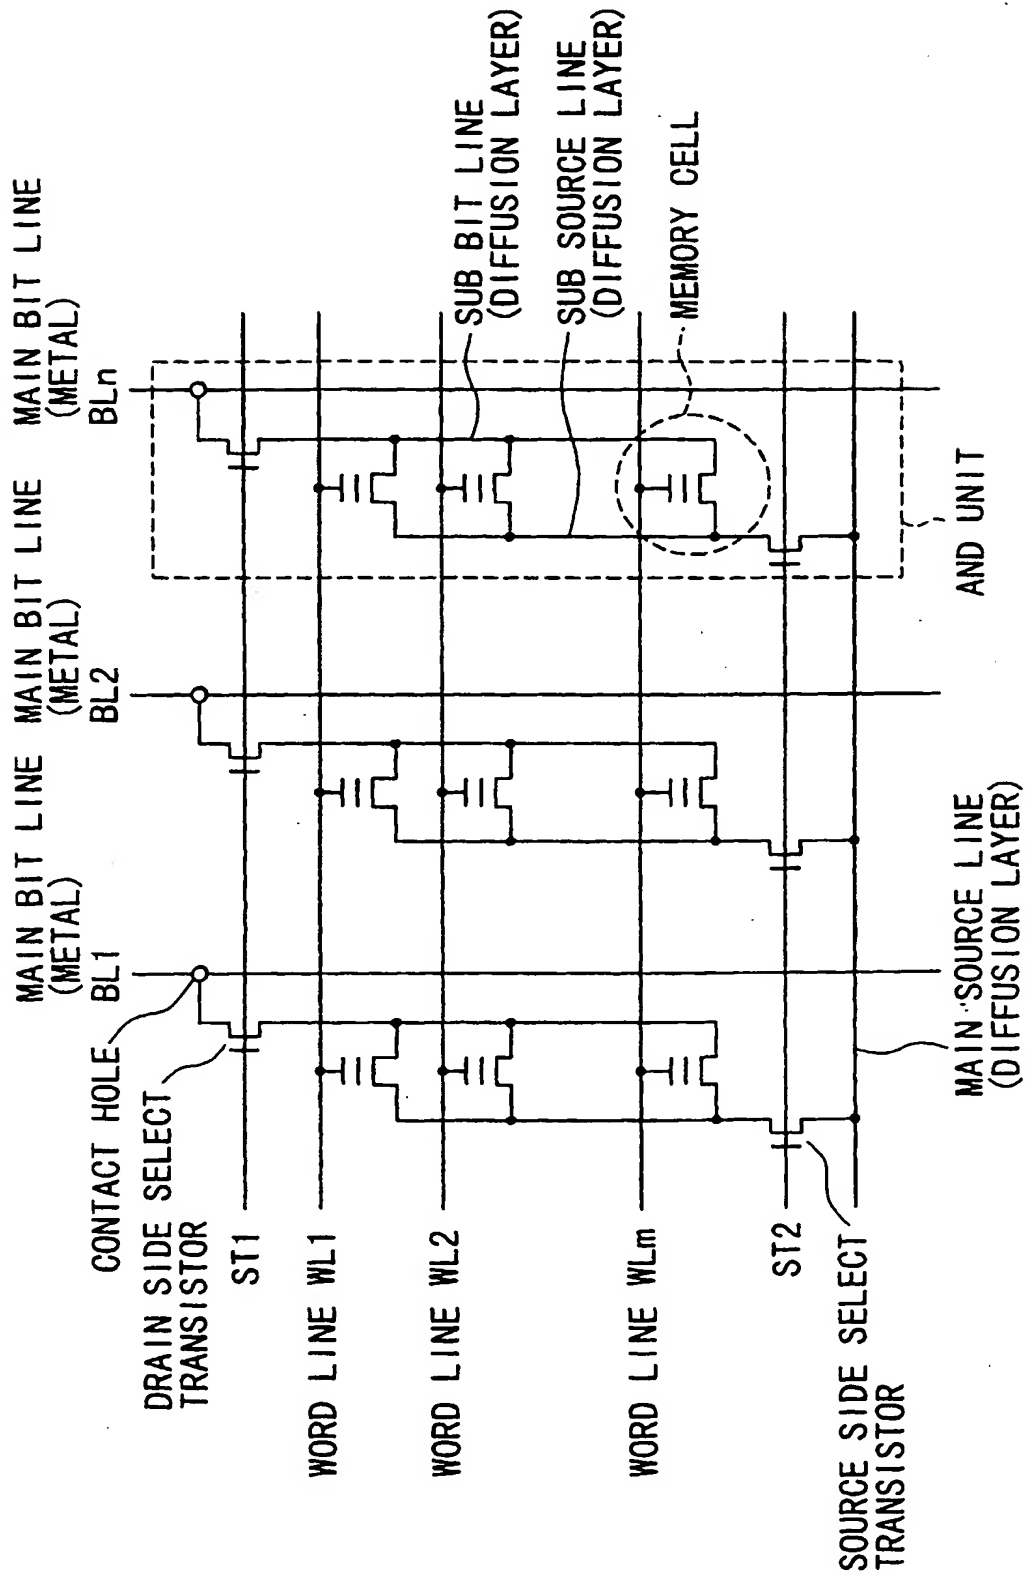 MAIN BIT LINE
(METAL)
BL1
MAIN BIT LINE
(METAL)
BL2
MAIN BIT LINE
(METAL)
BLn
CONTACT HOLE
DRAIN SIDE SELECT
TRANSISTOR
ST1
WORD LINE WL1
WORD LINE WL2
WORD LINE WLm
ST2
SOURCE SIDE SELECT
TRANSISTOR
SUB BIT LINE
(DIFFUSION LAYER)
SUB SOURCE LINE
(DIFFUSION LAYER)
MEMORY CELL
AND UNIT
MAIN SOURCE LINE
(DIFFUSION LAYER)